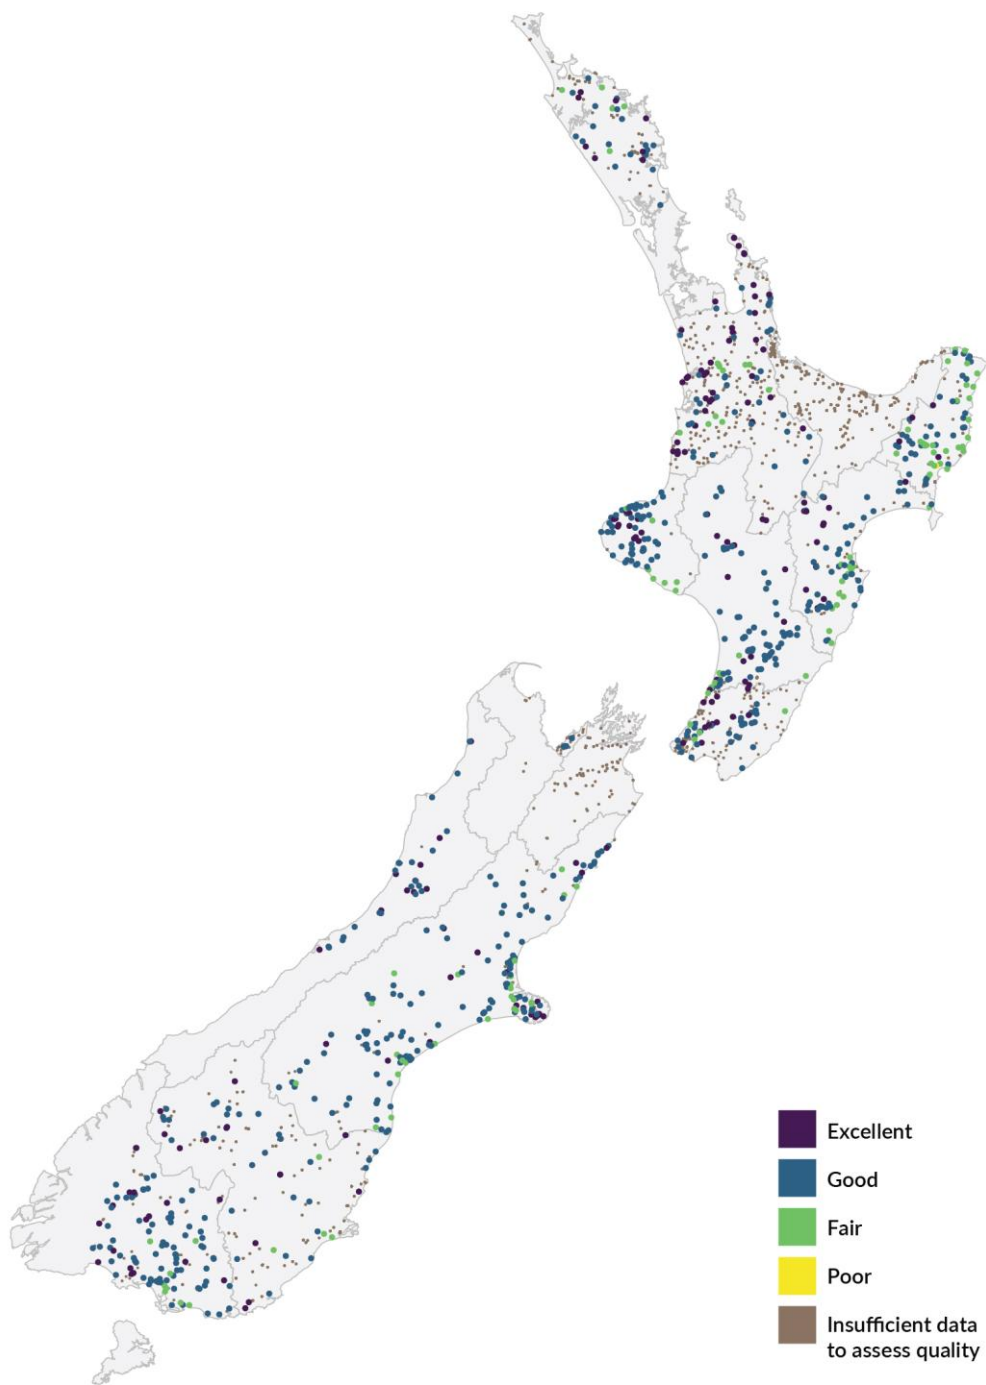 Excellent
Good
Fair
Poor
Insufficient data
to assess quality